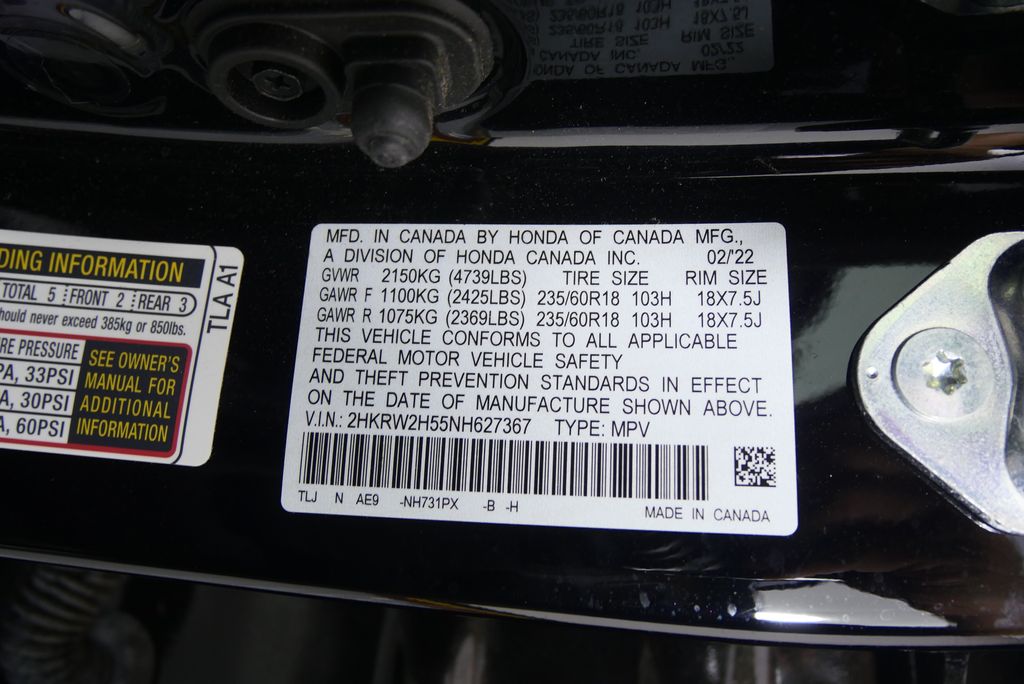 DING INFORMATION
TOTAL 5 FRONT 2 REAR 3
hould never exceed 385kg or 850lbs.
RE PRESSURE
PA, 33PSI
A, 30PSI
A, 60PSI
SEE OWNER'S
MANUAL FOR
ADDITIONAL
INFORMATION
TLA A1
MFD. IN CANADA BY HONDA OF CANADA MFG.,
A DIVISION OF HONDA CANADA INC. 02/'22
GVWR 2150KG (4739LBS) TIRE SIZE RIM SIZE
GAWR F 1100KG (2425LBS) 235/60R18 103H 18X7.5J
GAWR R 1075KG (2369LBS) 235/60R18 103H 18X7.5J
THIS VEHICLE CONFORMS TO ALL APPLICABLE
FEDERAL MOTOR VEHICLE SAFETY
AND THEFT PREVENTION STANDARDS IN EFFECT
ON THE DATE OF MANUFACTURE SHOWN ABOVE.
V.I.N.: 2HKRW2H55NH627367 TYPE: MPV
TLJ N AE9 -NH731PX -B -H
MADE IN CANADA